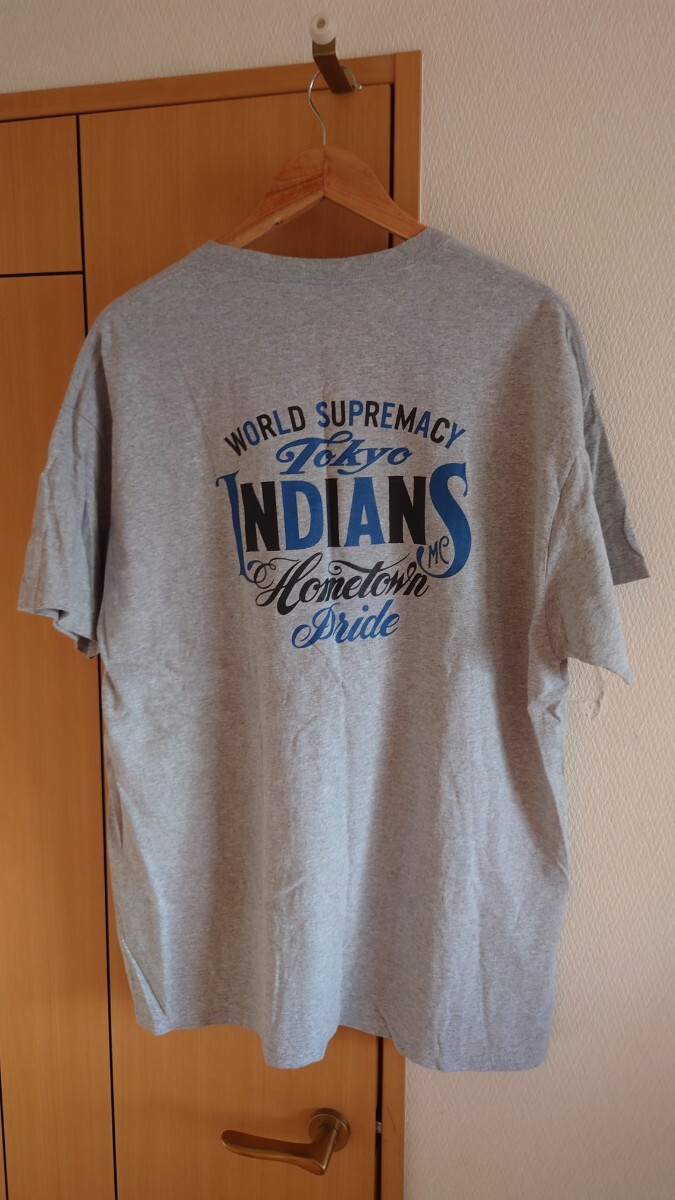 WORLD SUPREMACY
Tokyo
INDIANS
MC
Hometown
Pride